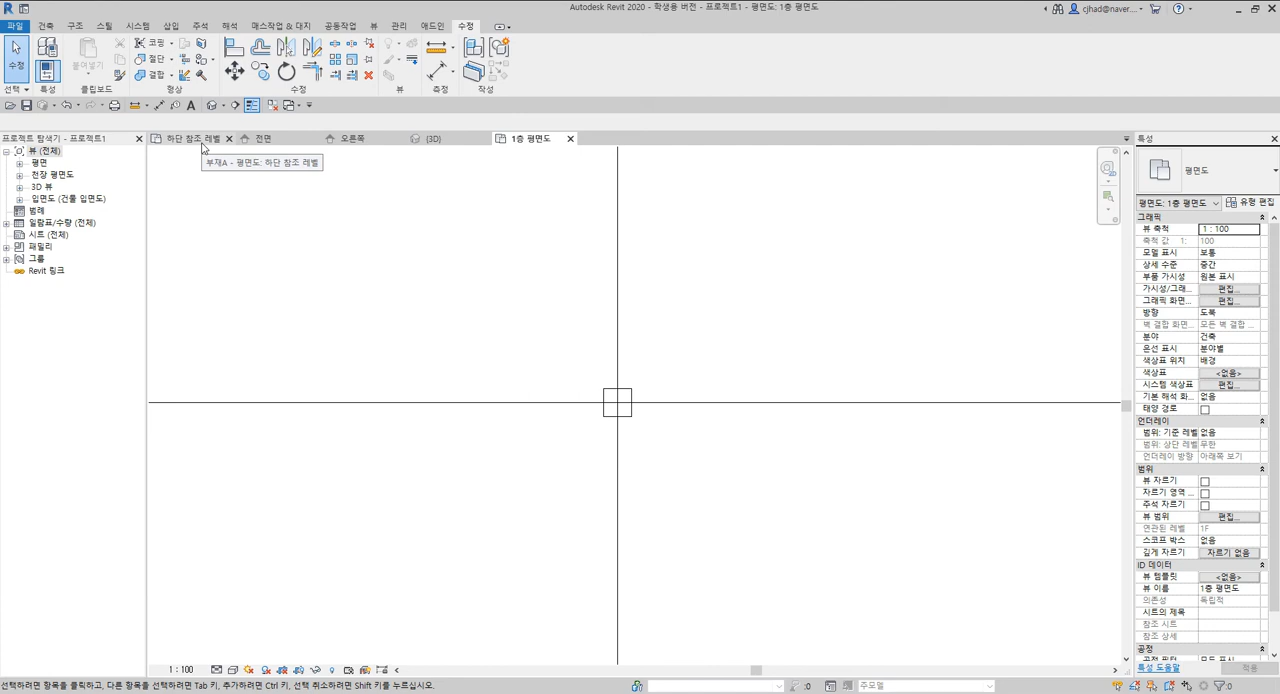 Autodesk Revit 2020 - 학생용 버전 - 프로젝트1 - 평면도: 1층 평면도
cjhad@naver....
파일 건축 구조 스틸 시스템 삽입 주석 해석 매스작업 & 대지 공동작업 뷰 관리 애드인 수정
수정
붙여넣기
코핑
절단
결합
선택 특성 클립보드 형상 수정 뷰 측정 작성
프로젝트 탐색기 - 프로젝트1
하단 참조 레벨
전면
오른쪽
(3D)
1층 평면도
특성
부재A - 평면도: 하단 참조 레벨
뷰 (전체)
평면
천장 평면도
3D 뷰
입면도 (건물 입면도)
범례
일람표/수량 (전체)
시트 (전체)
패밀리
그룹
Revit 링크
평면도
평면도: 1층 평면도 유형 편집
그래픽
뷰 축척 1 : 100
축척 값 1: 100
모델 표시 보통
상세 수준 중간
부품 가시성 원본 표시
가시성/그래... 편집...
그래픽 화면... 편집...
방향 도북
벽 결합 화면... 모든 벽 결합 ...
분야 건축
은선 표시 분야별
색상표 위치 배경
색상표 <없음>
시스템 색상표 편집...
기본 해석 화... 없음
태양 경로
언더레이
범위: 기준 레벨 없음
범위: 상단 레벨 무한
언더레이 방향 아래쪽 보기
범위
뷰 자르기
자르기 영역 ...
주석 자르기
뷰 범위 편집...
연관된 레벨 1F
스코프 박스 없음
깊게 자르기 자르기 없음
ID 데이터
뷰 템플릿 <없음>
뷰 이름 1층 평면도
의존성 독립적
시트의 제목
참조 시트
참조 상세
공정
공정 필터 모두 표시
특성 도움말 적용
1 : 100
선택하려면 항목을 클릭하고, 다른 항목을 선택하려면 Tab 키, 추가하려면 Ctrl 키, 선택 취소하려면 Shift 키를 누르십시오.
:0
주모델
:0